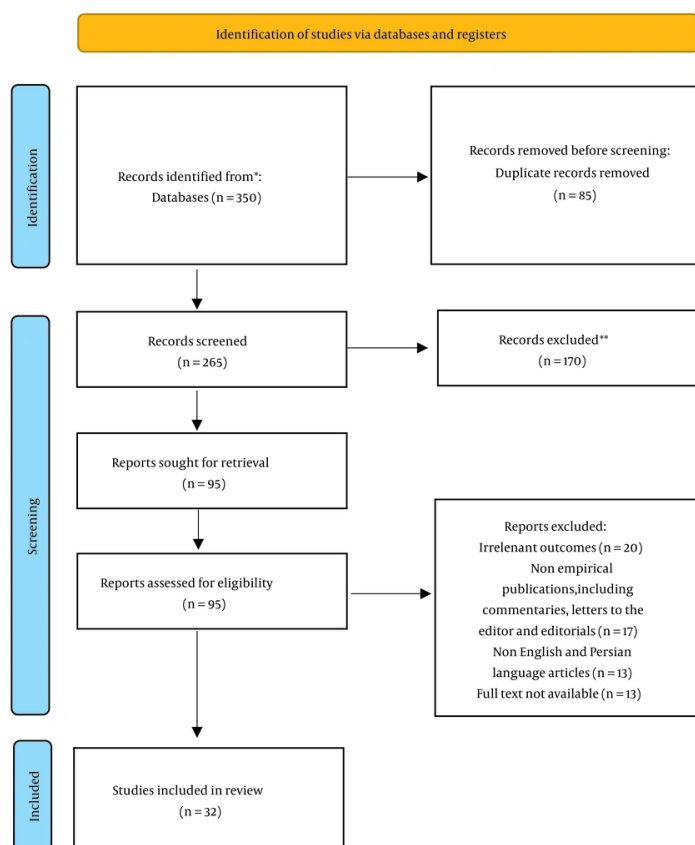 Identification of studies via databases and registers
Identification
Records identified from*:
Databases (n = 350)
Records removed before screening:
Duplicate records removed
(n = 85)
Screening
Records screened
(n = 265)
Records excluded**
(n = 170)
Reports sought for retrieval
(n = 95)
Reports assessed for eligibility
(n = 95)
Reports excluded:
Irrelenant outcomes (n = 20)
Non empirical
publications,including
commentaries, letters to the
editor and editorials (n = 17)
Non English and Persian
language articles (n = 13)
Full text not available (n = 13)
Included
Studies included in review
(n = 32)